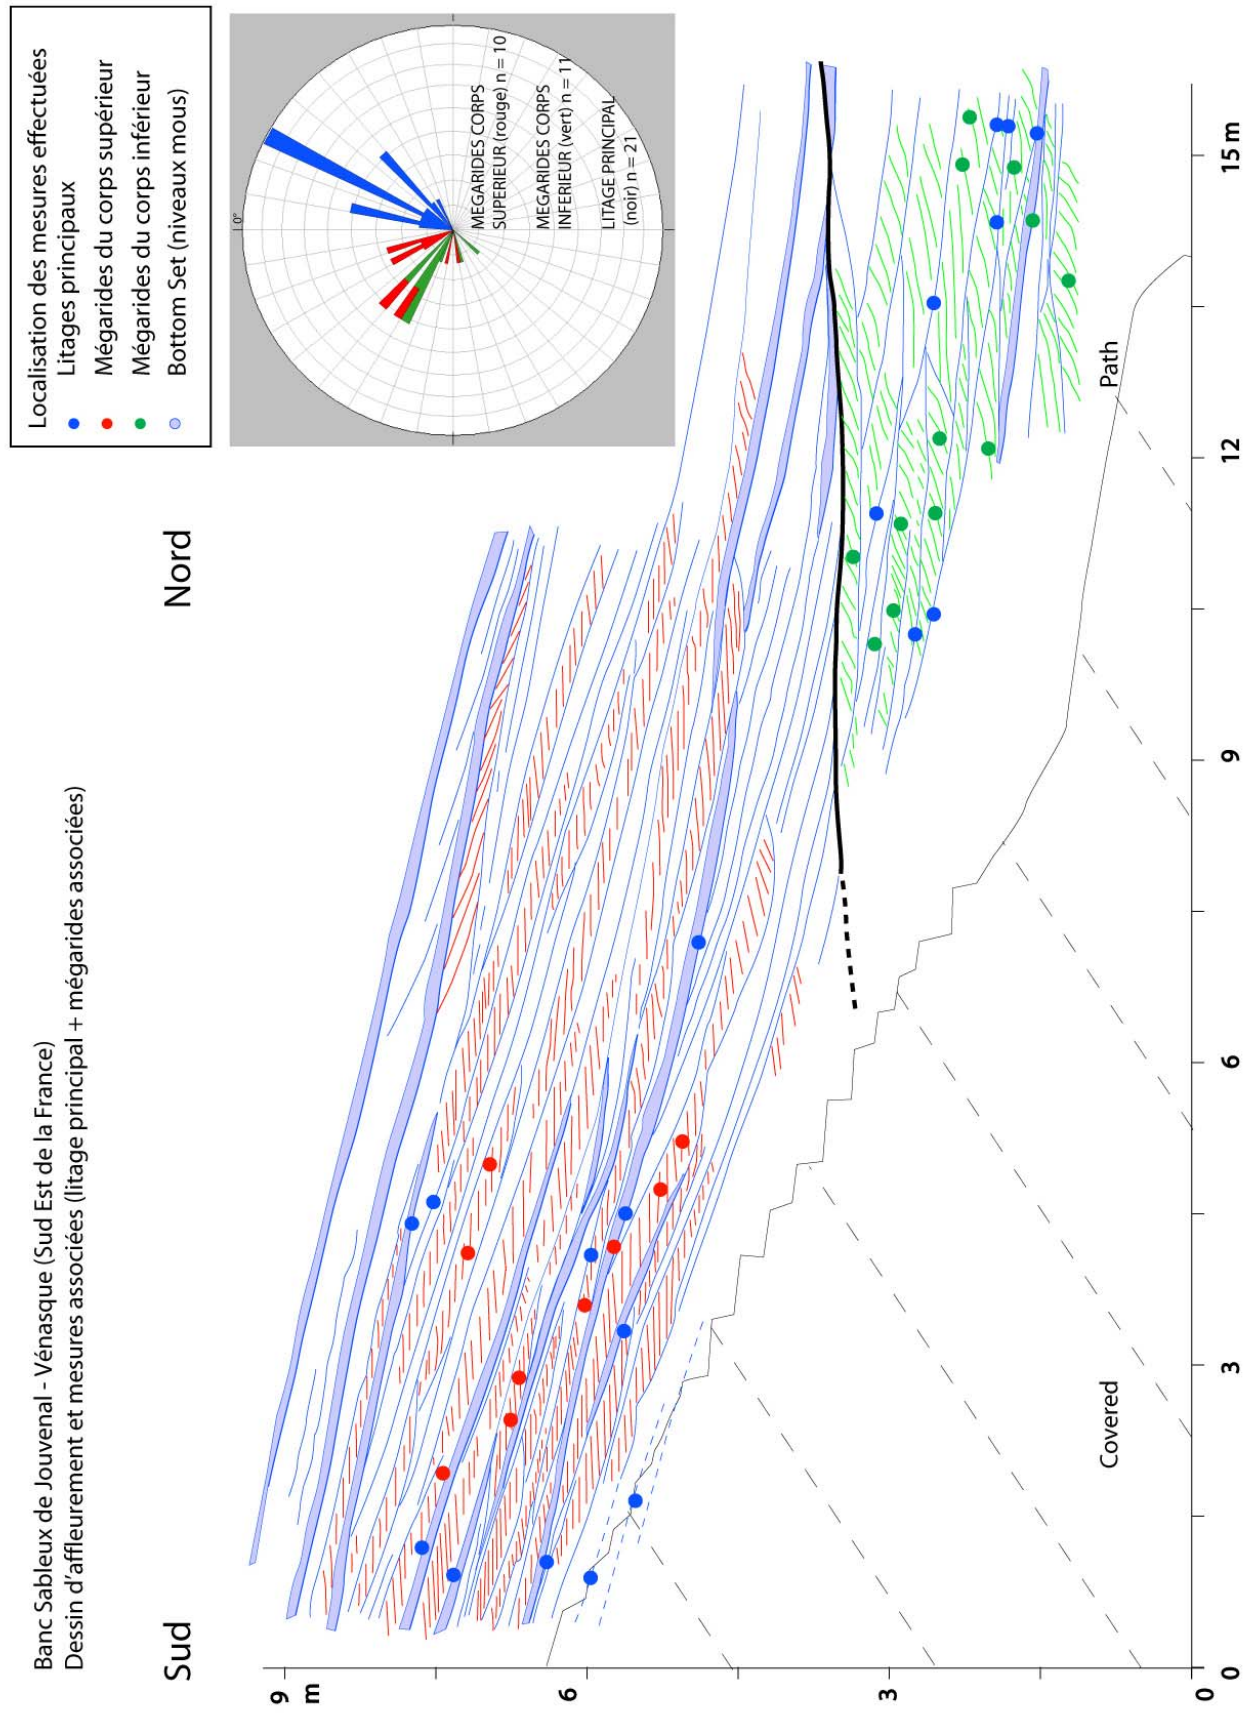 Banc Sableux de Jouvenal - Vénasque (Sud Est de la France)
Dessin d'affleurement et mesures associées (litage principal + mégarides associées)
Localisation des mesures effectuées
Litages principaux
Mégarides du corps supérieur
Mégarides du corps inférieur
Bottom Set (niveaux mous)
0°
MEGARIDES CORPS
SUPERIEUR (rouge) n = 10
MEGARIDES CORPS
INFERIEUR (vert) n = 11
LITAGE PRINCIPAL
(noir) n = 21
Sud
Nord
9
m
6
3
0
Covered
Path
0
3
6
9
12
15 m